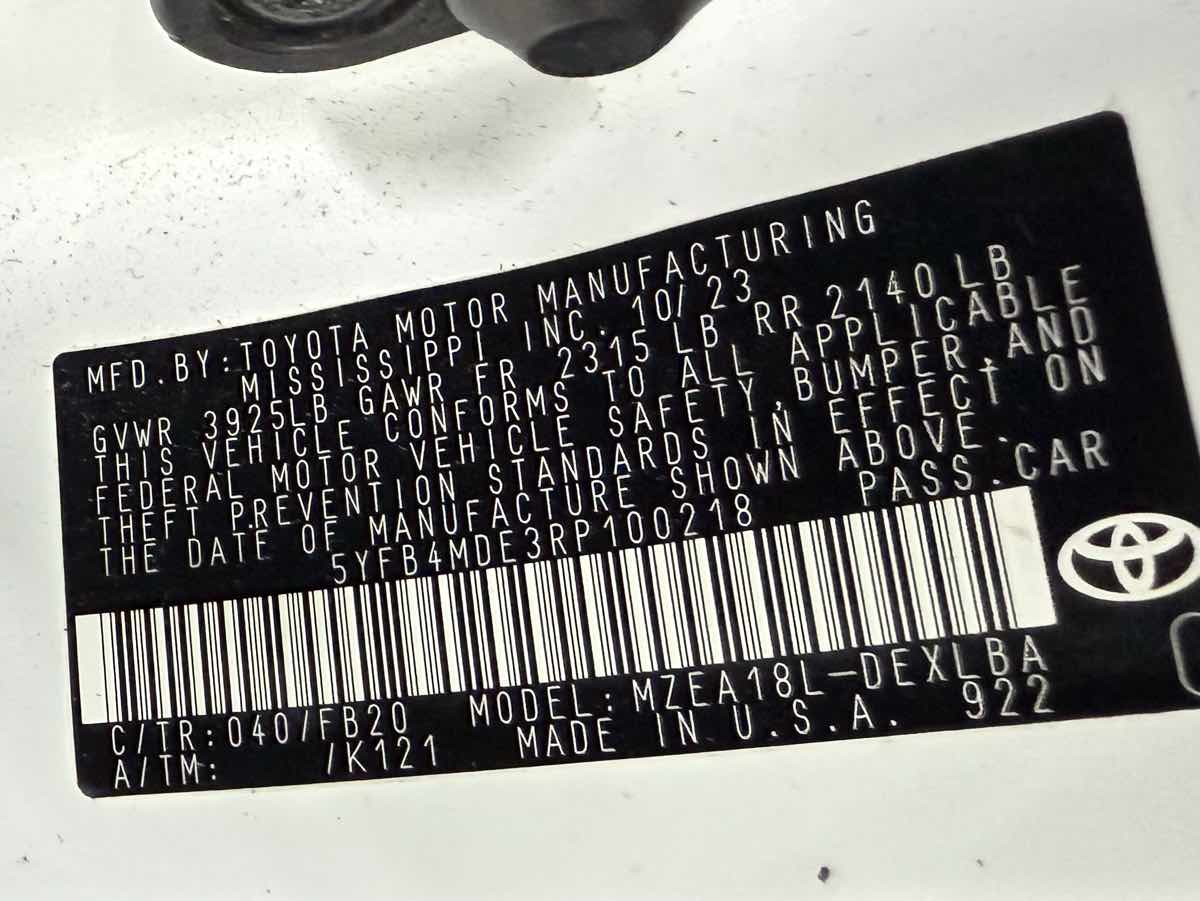 MFD.BY:TOYOTA MOTOR MANUFACTURING
MISSISSIPPI INC. 10/23
GVWR 3925LB GAWR FR 2315 LB RR 2140 LB
THIS VEHICLE CONFORMS TO ALL APPLICABLE
FEDERAL MOTOR VEHICLE SAFETY,BUMPER,AND
THEFT PREVENTION STANDARDS IN EFFECT ON
THE DATE OF MANUFACTURE SHOWN ABOVE.
5YFB4MDE3RP100218 PASS.CAR
C/TR:040/FB20 MODEL:MZEA18L-DEXLBA
A/TM: /K121 MADE IN U.S.A. 922